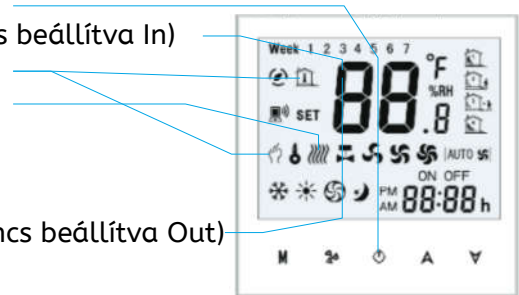 s beállítva In)
Week 1 2 3 4 5 6 7
88.8 °F %RH
SET
AUTO
ON OFF
PM AM 88:88 h
ncs beállítva Out)
M